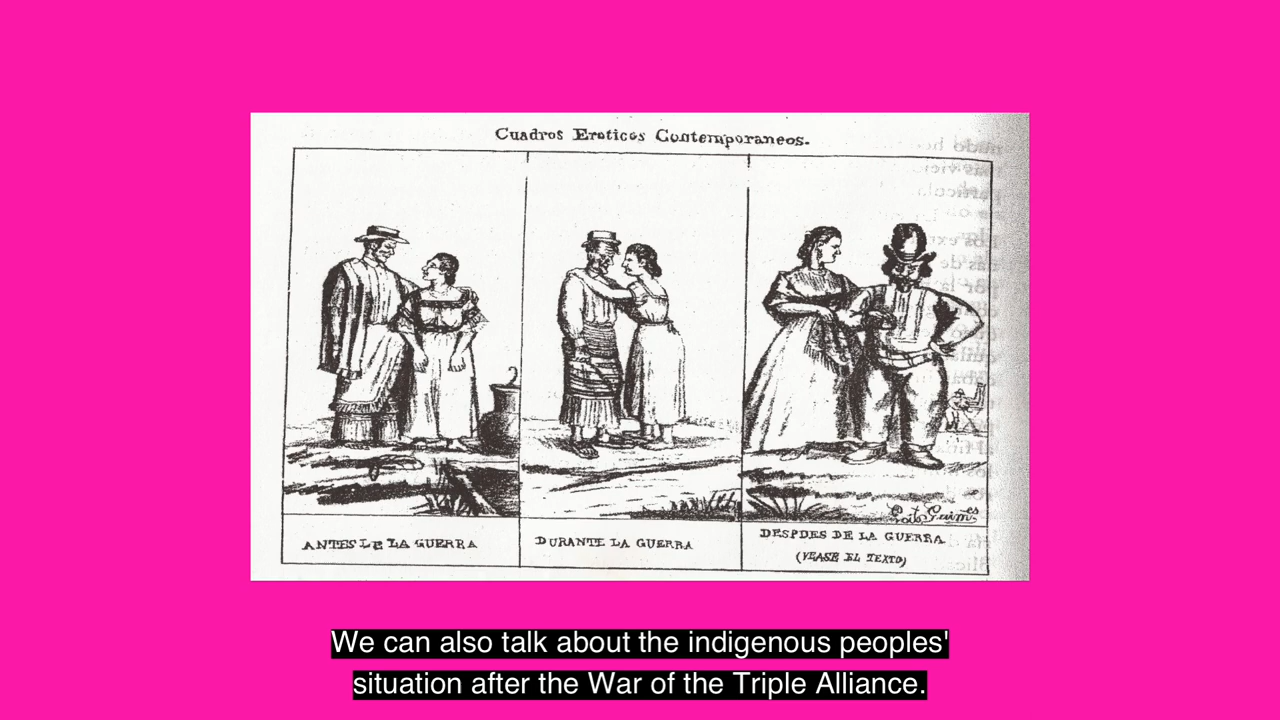 Cuadros Eroticos Contemporaneos.
ANTES LE LA GUERRA
DURANTE LA GUERRA
DESPDES DE LA GUERRA
(VEASE EL TEXTO)
We can also talk about the indigenous peoples'
situation after the War of the Triple Alliance.